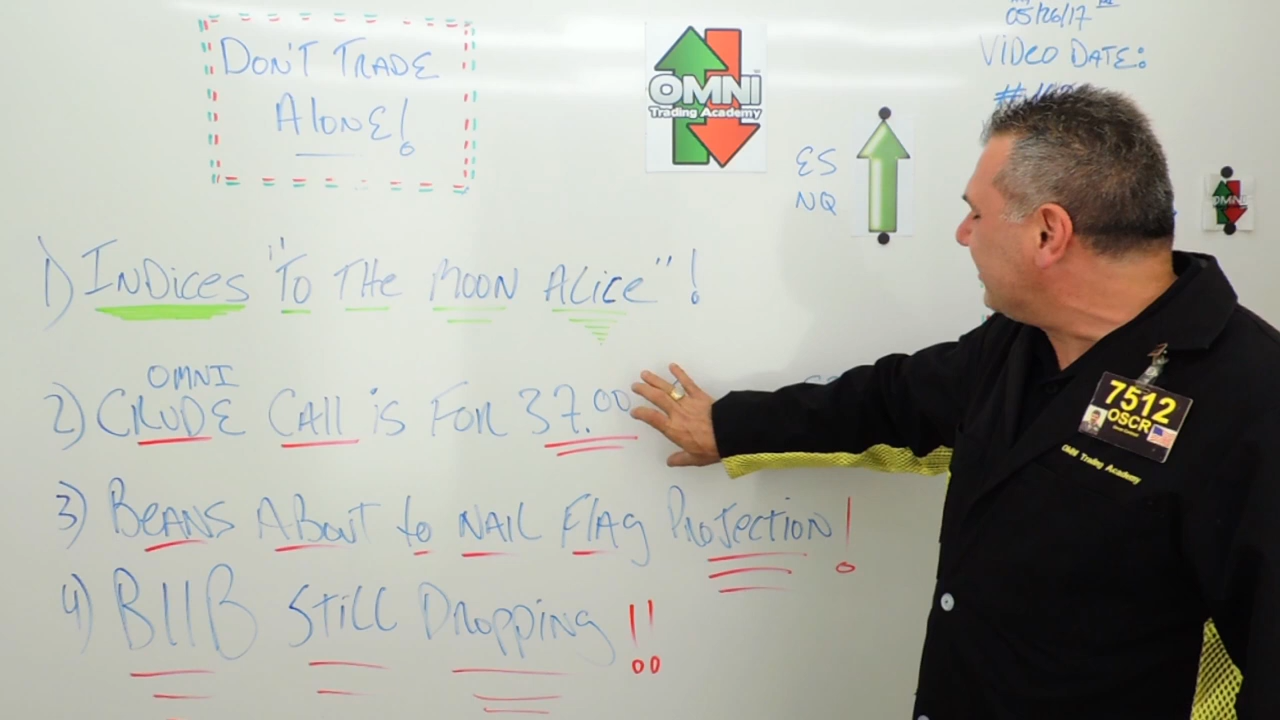 DON'T TRADE
ALONE!
OMNI
Trading Academy
ES
NQ
05/26/17
VIDEO DATE:
OMNI
1) INDICES "TO THE MOON ALICE"!
OMNI
2) CRUDE CALL is FOR 37.00
3) BEANS ABOUT to NAIL FLAG PROJECTION!
4) BIIB STILL DROPPING!!
7512
OSCR
OMNI Trading Academy